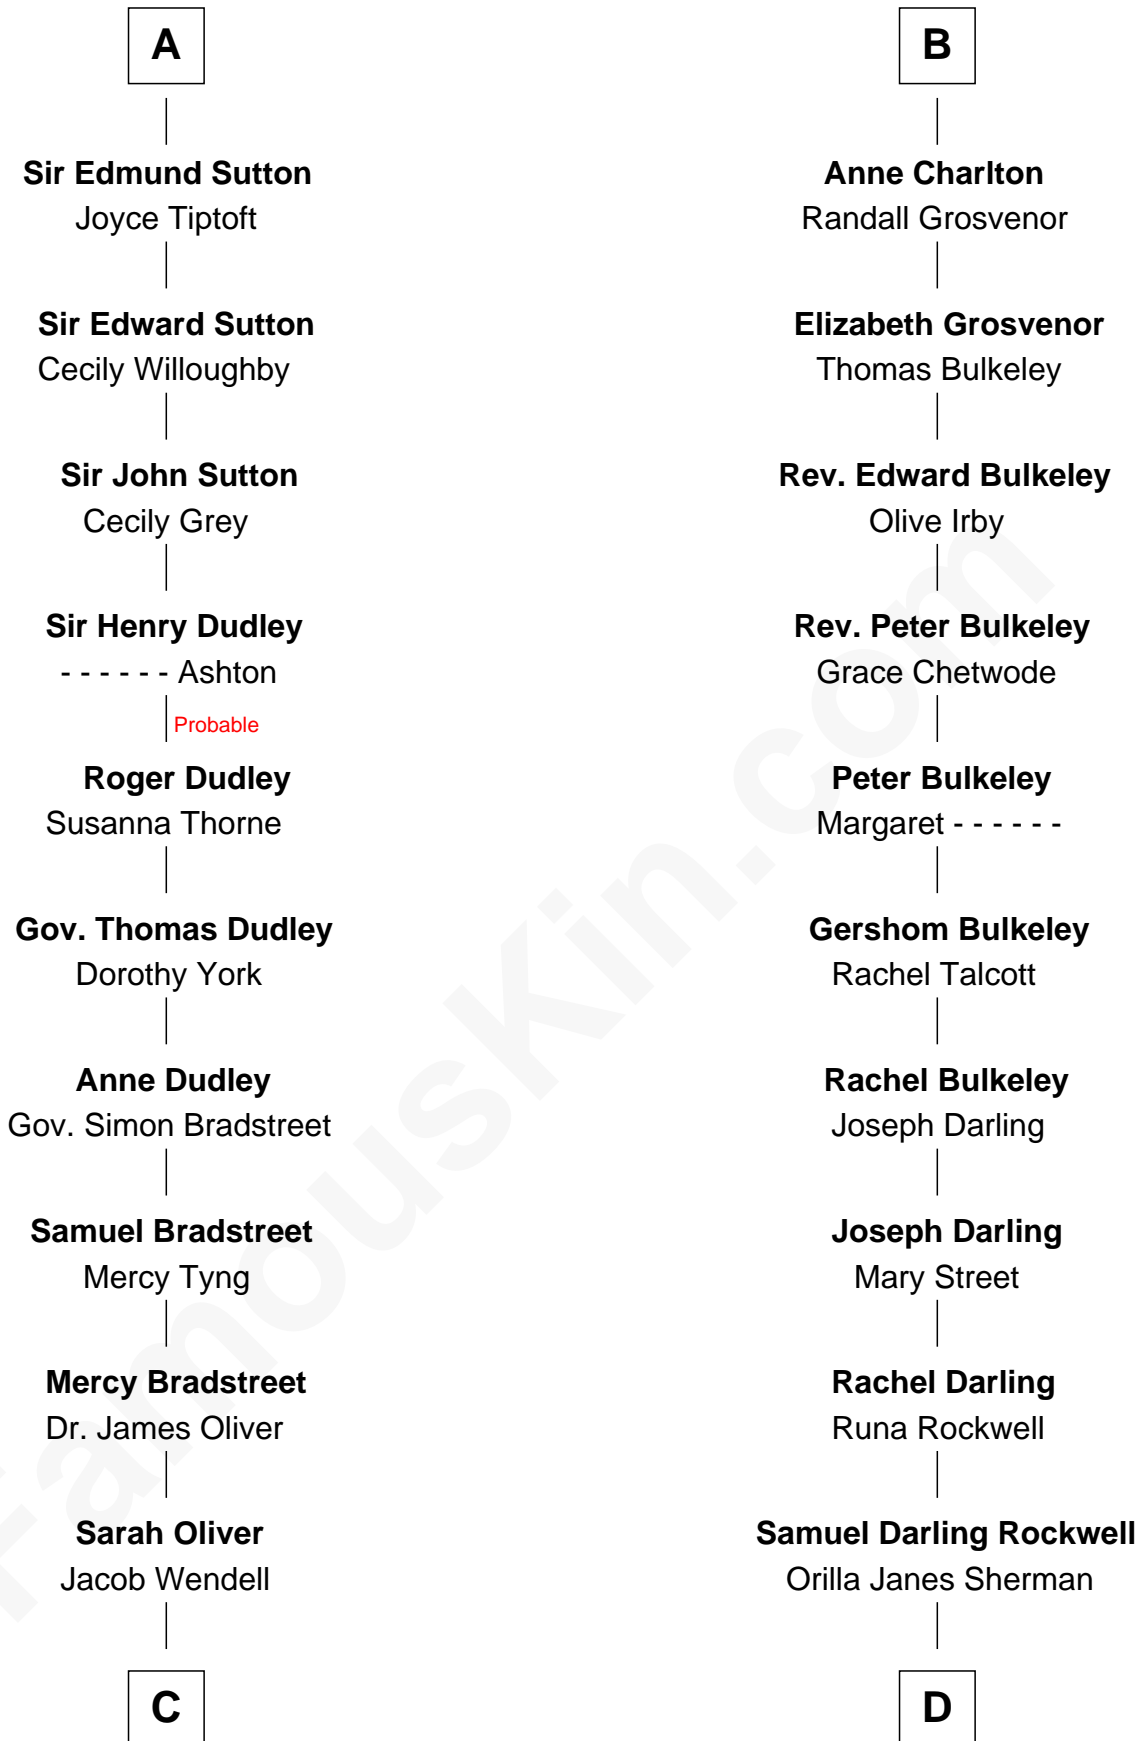 A
Sir Edmund Sutton
Joyce Tiptoft
Sir Edward Sutton
Cecily Willoughby
Sir John Sutton
Cecily Grey
Sir Henry Dudley
- - - - - - Ashton
Probable
Roger Dudley
Susanna Thorne
Gov. Thomas Dudley
Dorothy York
Anne Dudley
Gov. Simon Bradstreet
Samuel Bradstreet
Mercy Tyng
Mercy Bradstreet
Dr. James Oliver
Sarah Oliver
Jacob Wendell
C
B
Anne Charlton
Randall Grosvenor
Elizabeth Grosvenor
Thomas Bulkeley
Rev. Edward Bulkeley
Olive Irby
Rev. Peter Bulkeley
Grace Chetwode
Peter Bulkeley
Margaret - - - - - -
Gershom Bulkeley
Rachel Talcott
Rachel Bulkeley
Joseph Darling
Joseph Darling
Mary Street
Rachel Darling
Runa Rockwell
Samuel Darling Rockwell
Orilla Janes Sherman
D
FamousKin.com